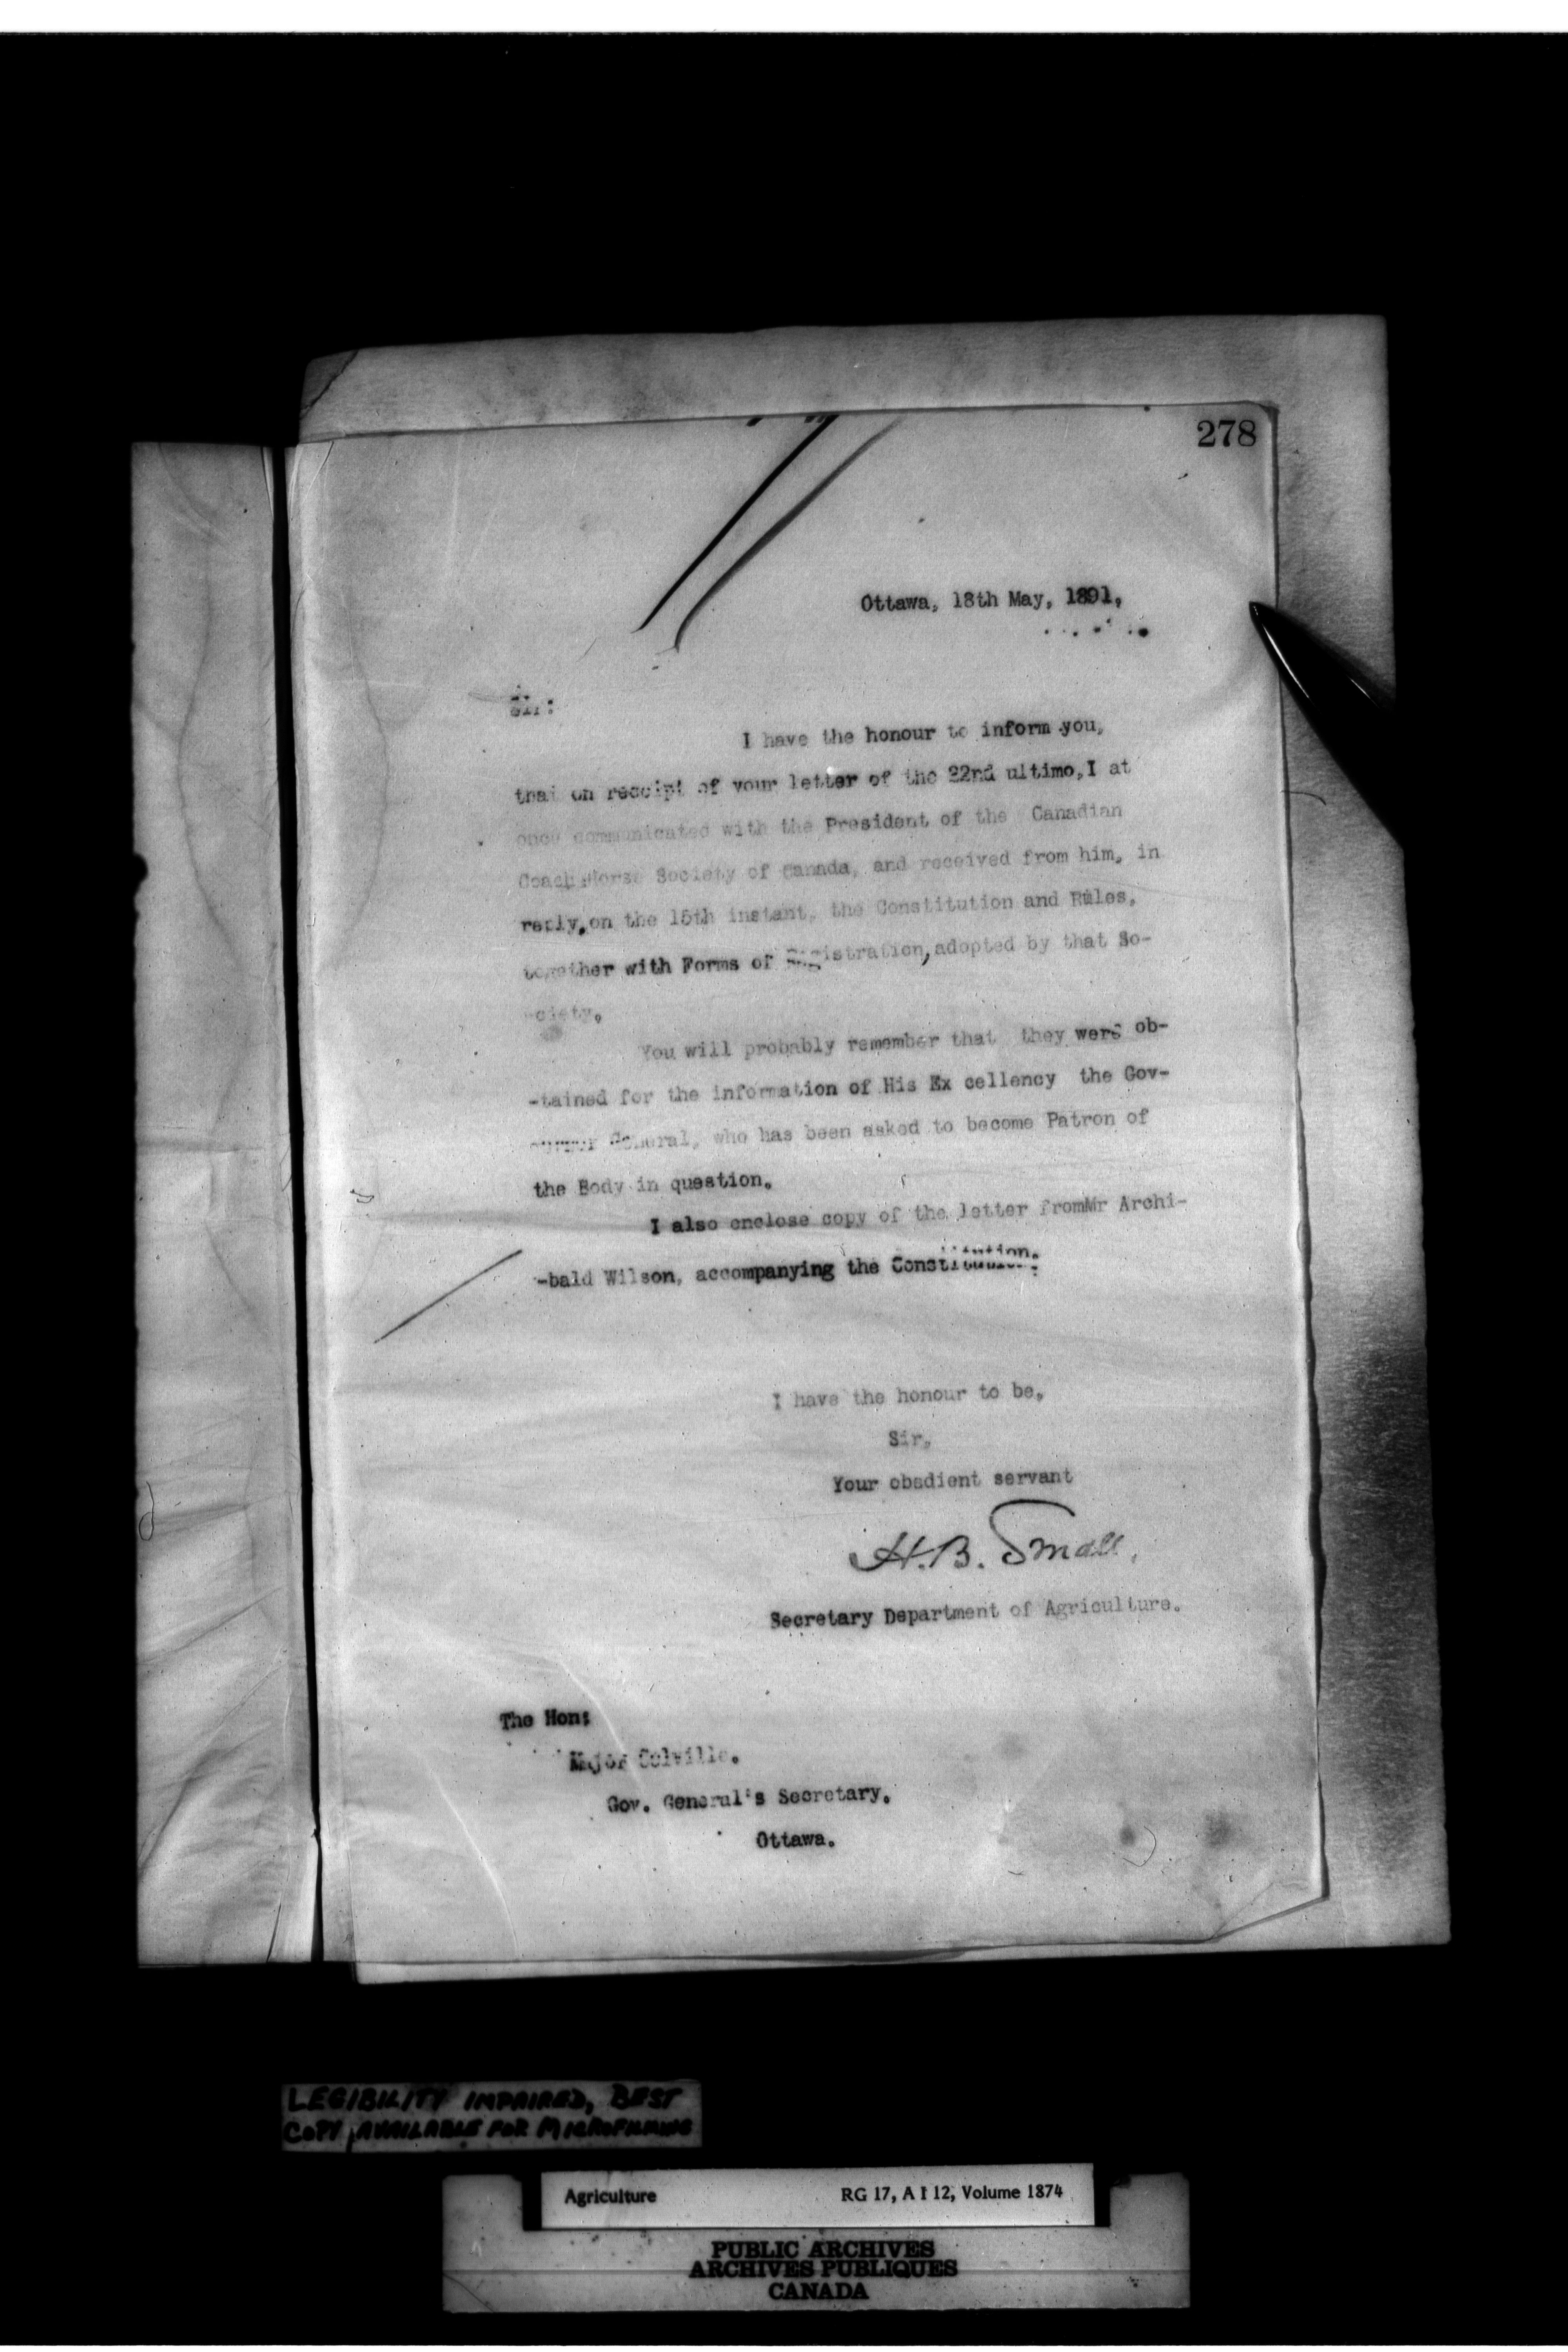 278
Ottawa, 18th May, 1891,
Sir:
I have the honour to inform you,
that on receipt of your letter of the 22nd ultimo, I at
once communicated with the President of the Canadian
Coach Horse Society of Canada, and received from him, in
reply, on the 15th instant, the Constitution and Rules,
together with Forms of Registration, adopted by that So-
-ciety.
You will probably remember that they were ob-
-tained for the information of His Ex cellency the Gov-
-ernor General, who has been asked to become Patron of
the Body in question.
I also enclose copy of the letter fromMr Archi-
-bald Wilson, accompanying the Constitution.
I have the honour to be,
Sir,
Your obadient servant
H.B. Small,
Secretary Department of Agriculture.
The Hon:
Major Colville.
Gov. General's Secretary.
Ottawa.
LEGIBILITY IMPAIRED, BEST
COPY AVAILABLE FOR MICROFILMING
Agriculture RG 17, A I 12, Volume 1874
PUBLIC ARCHIVES
ARCHIVES PUBLIQUES
CANADA